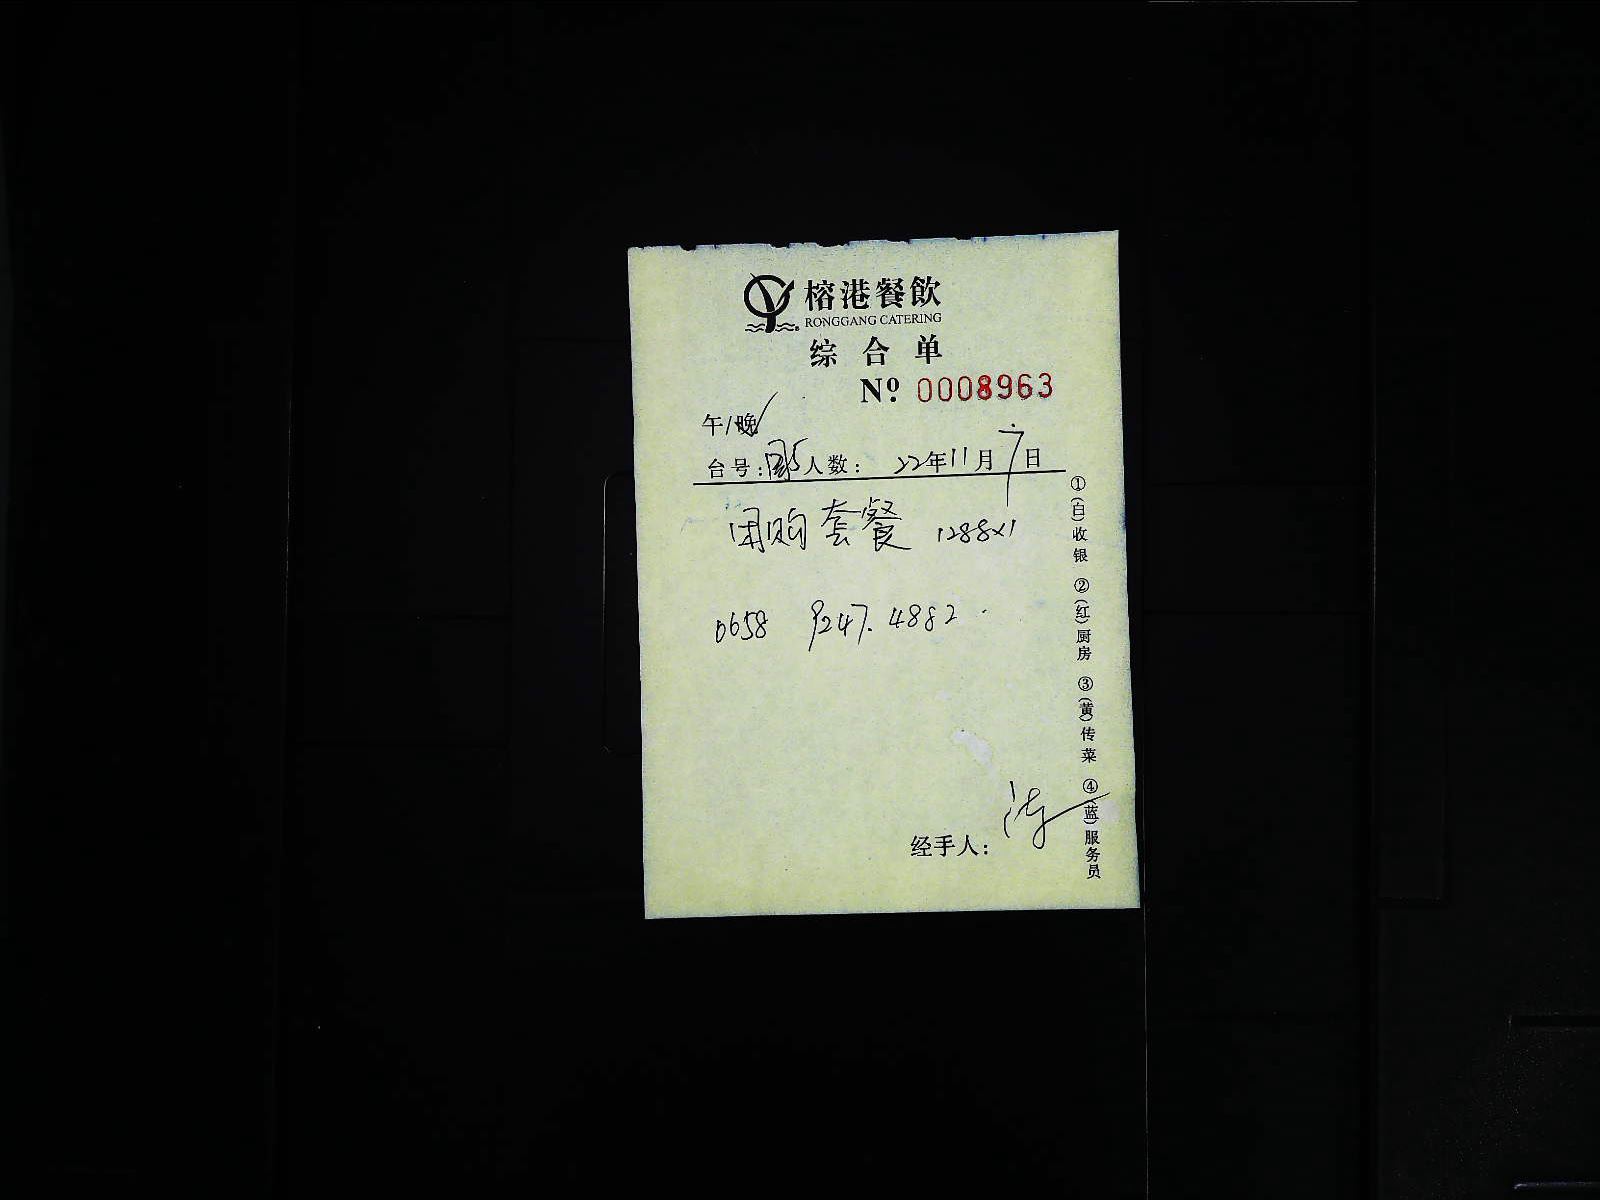 榕港餐飲
RONGGANG CATERING
综合单
Nº 0008963
午/晚
台号: 人数: 22年11月7日
团购套餐 1288×1
0658 9247.4882.
经手人:
①(白)收银 ②(红)厨房 ③(黄)传菜 ④(蓝)服务员